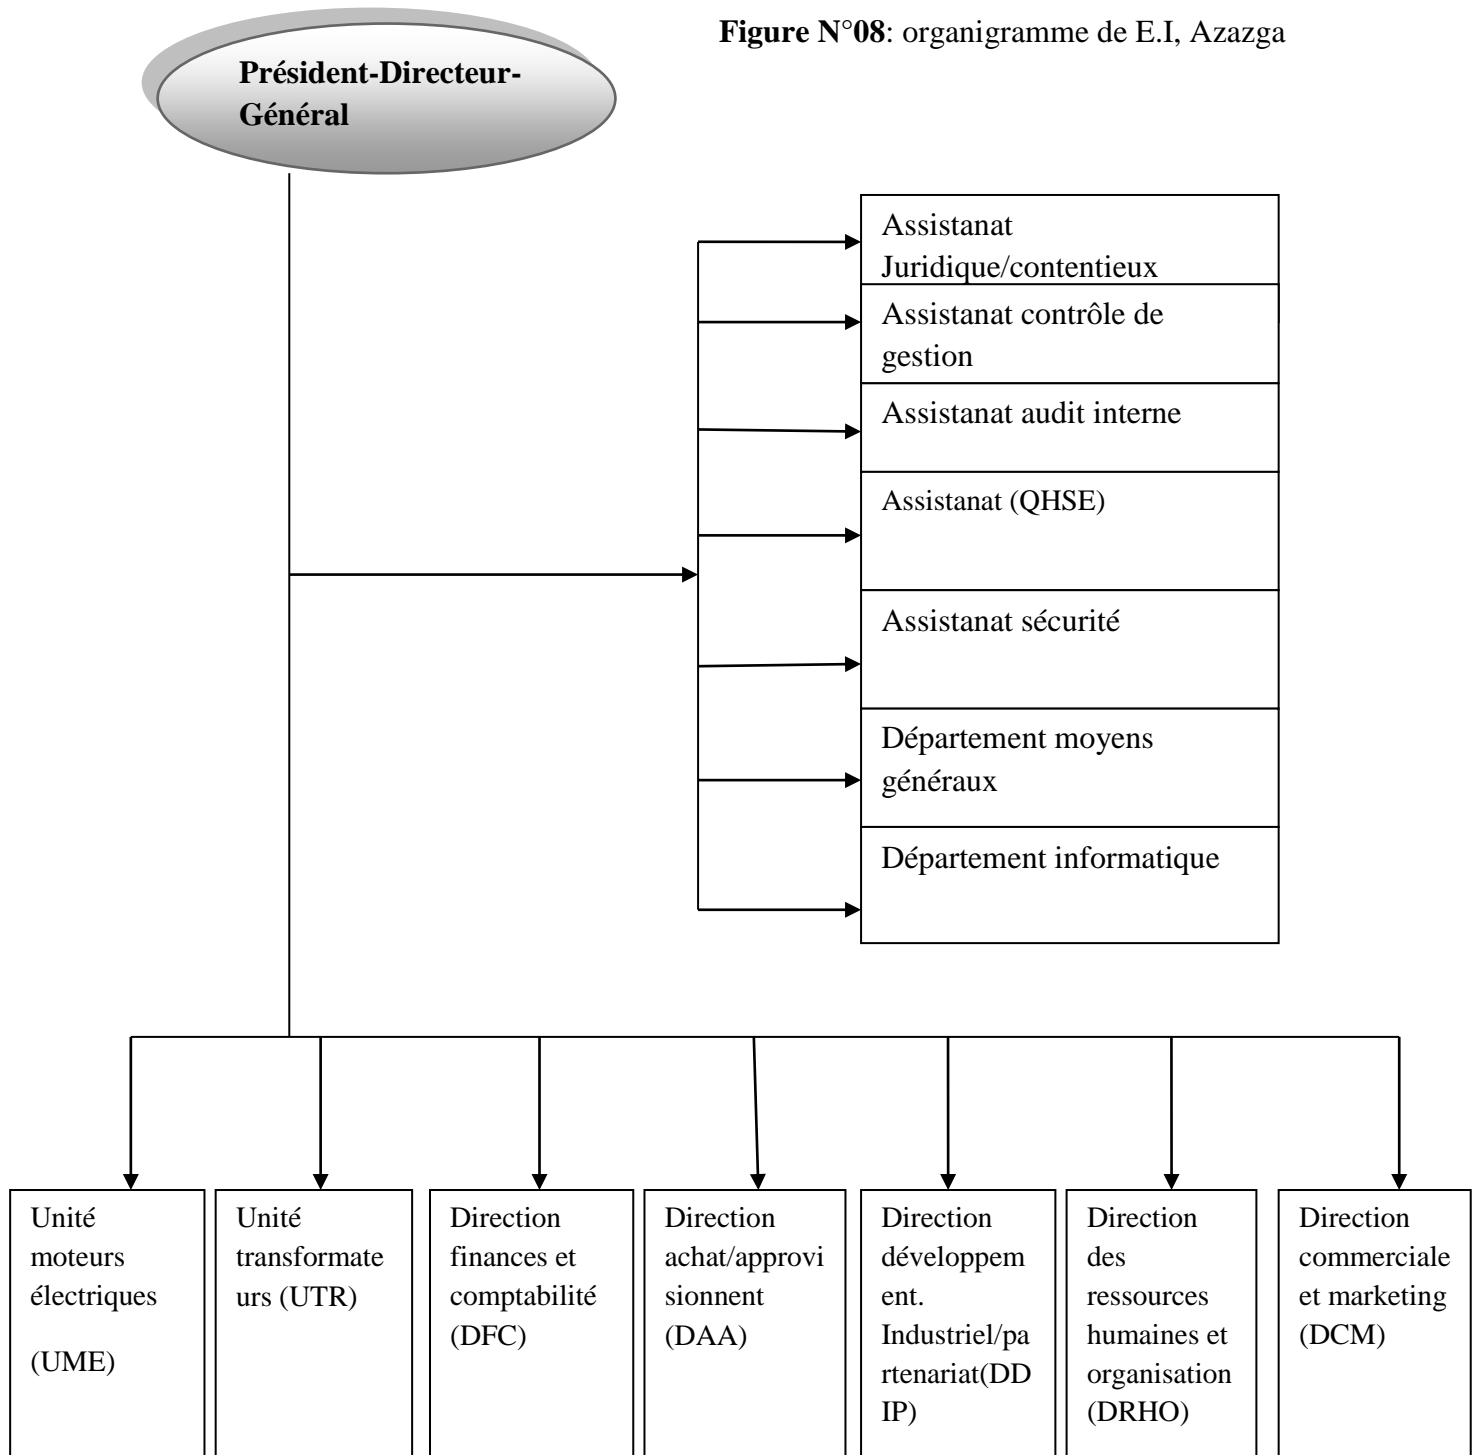 Figure N°08: organigramme de E.I, Azazga
Président-Directeur-
Général
Assistanat
Juridique/contentieux
Assistanat contrôle de
gestion
Assistanat audit interne
Assistanat (QHSE)
Assistanat sécurité
Département moyens
généraux
Département informatique
Unité
moteurs
électriques
(UME)
Unité
transformate
urs (UTR)
Direction
finances et
comptabilité
(DFC)
Direction
achat/approvi
sionnent
(DAA)
Direction
développem
ent.
Industriel/pa
rtenariat(DD
IP)
Direction
des
ressources
humaines et
organisation
(DRHO)
Direction
commerciale
et marketing
(DCM)